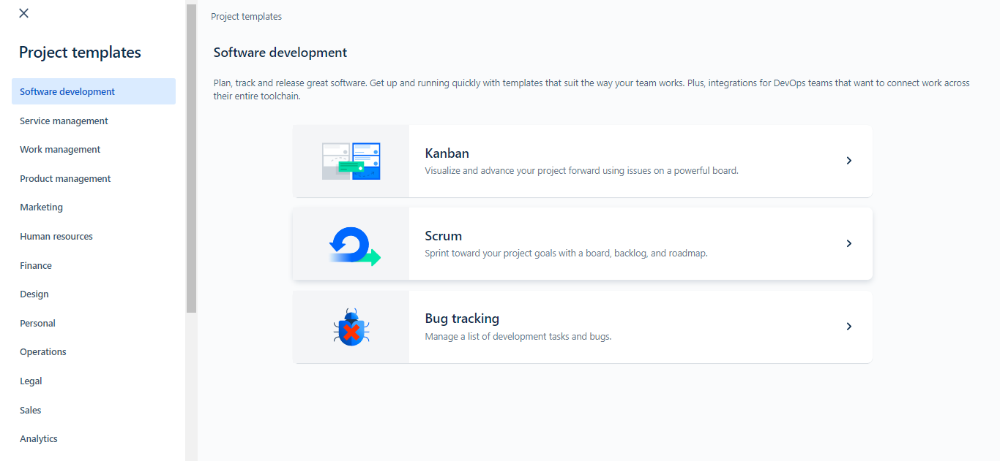 Project templates
Software development
Service management
Work management
Product management
Marketing
Human resources
Finance
Design
Personal
Operations
Legal
Sales
Analytics
Project templates
Software development
Plan, track and release great software. Get up and running quickly with templates that suit the way your team works. Plus, integrations for DevOps teams that want to connect work across
their entire toolchain.
Kanban
Visualize and advance your project forward using issues on a powerful board.
Scrum
Sprint toward your project goals with a board, backlog, and roadmap.
Bug tracking
Manage a list of development tasks and bugs.